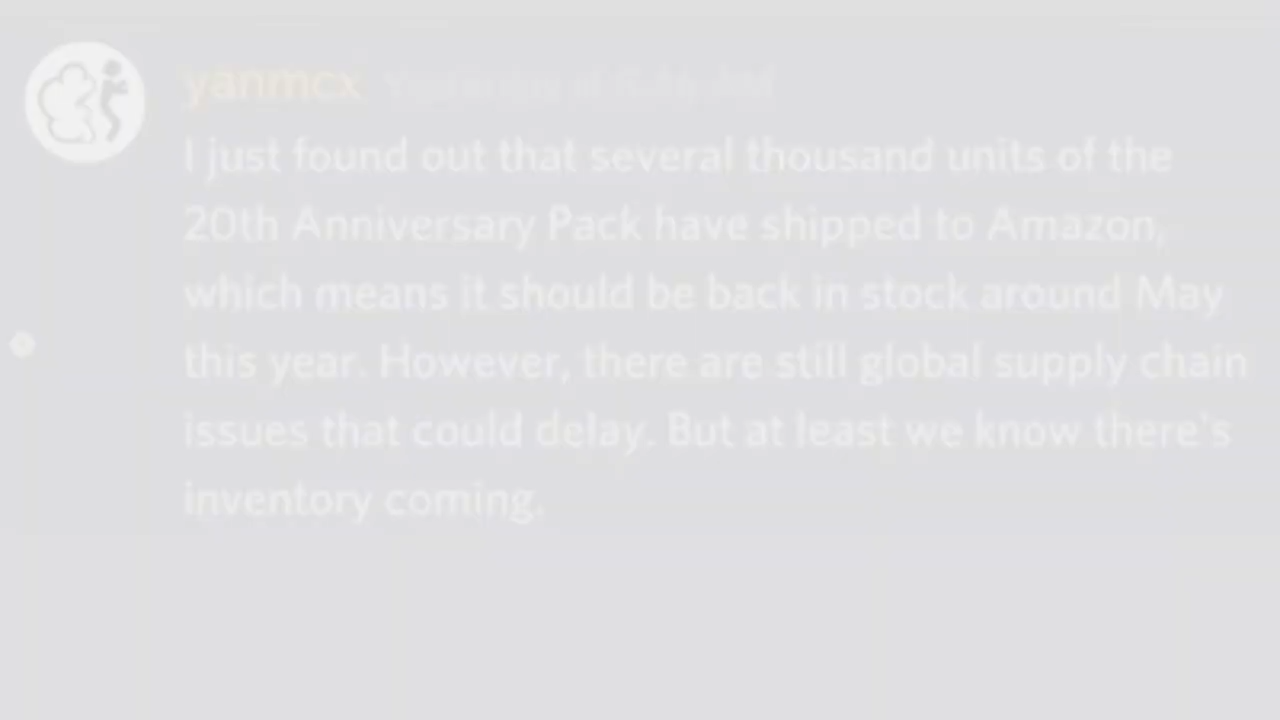 yanmcx
I just found out that several thousand units of the
20th Anniversary Pack have shipped to Amazon,
which means it should be back in stock around May
this year. However, there are still global supply chain
issues that could delay. But at least we know there's
inventory coming.